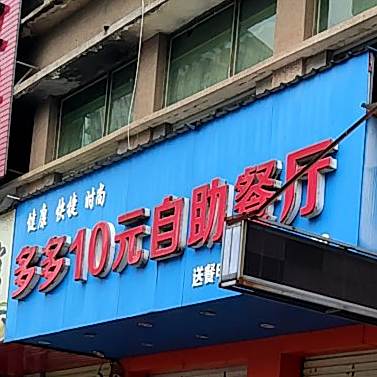 健康 快捷 时尚
多多10元自助餐厅
送餐